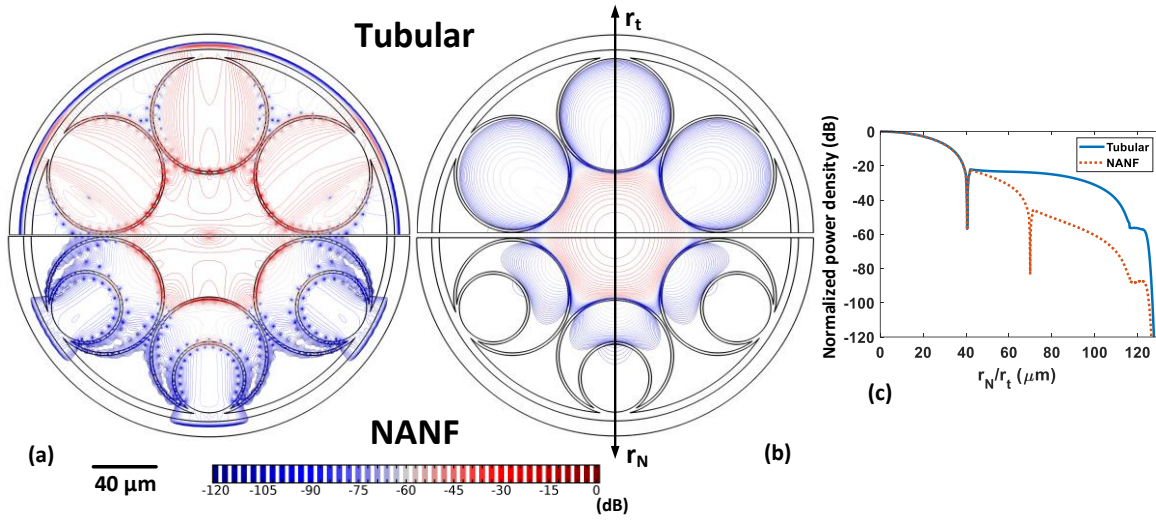 Tubular
r_t
NANF
r_N
(a)
40 µm
-120 -105 -90 -75 -60 -45 -30 -15 0
(dB)
(b)
Normalized power density (dB)
0
-20
-40
-60
-80
-100
-120
0 20 40 60 80 100 120
r_N/r_t (µm)
Tubular
NANF
(c)